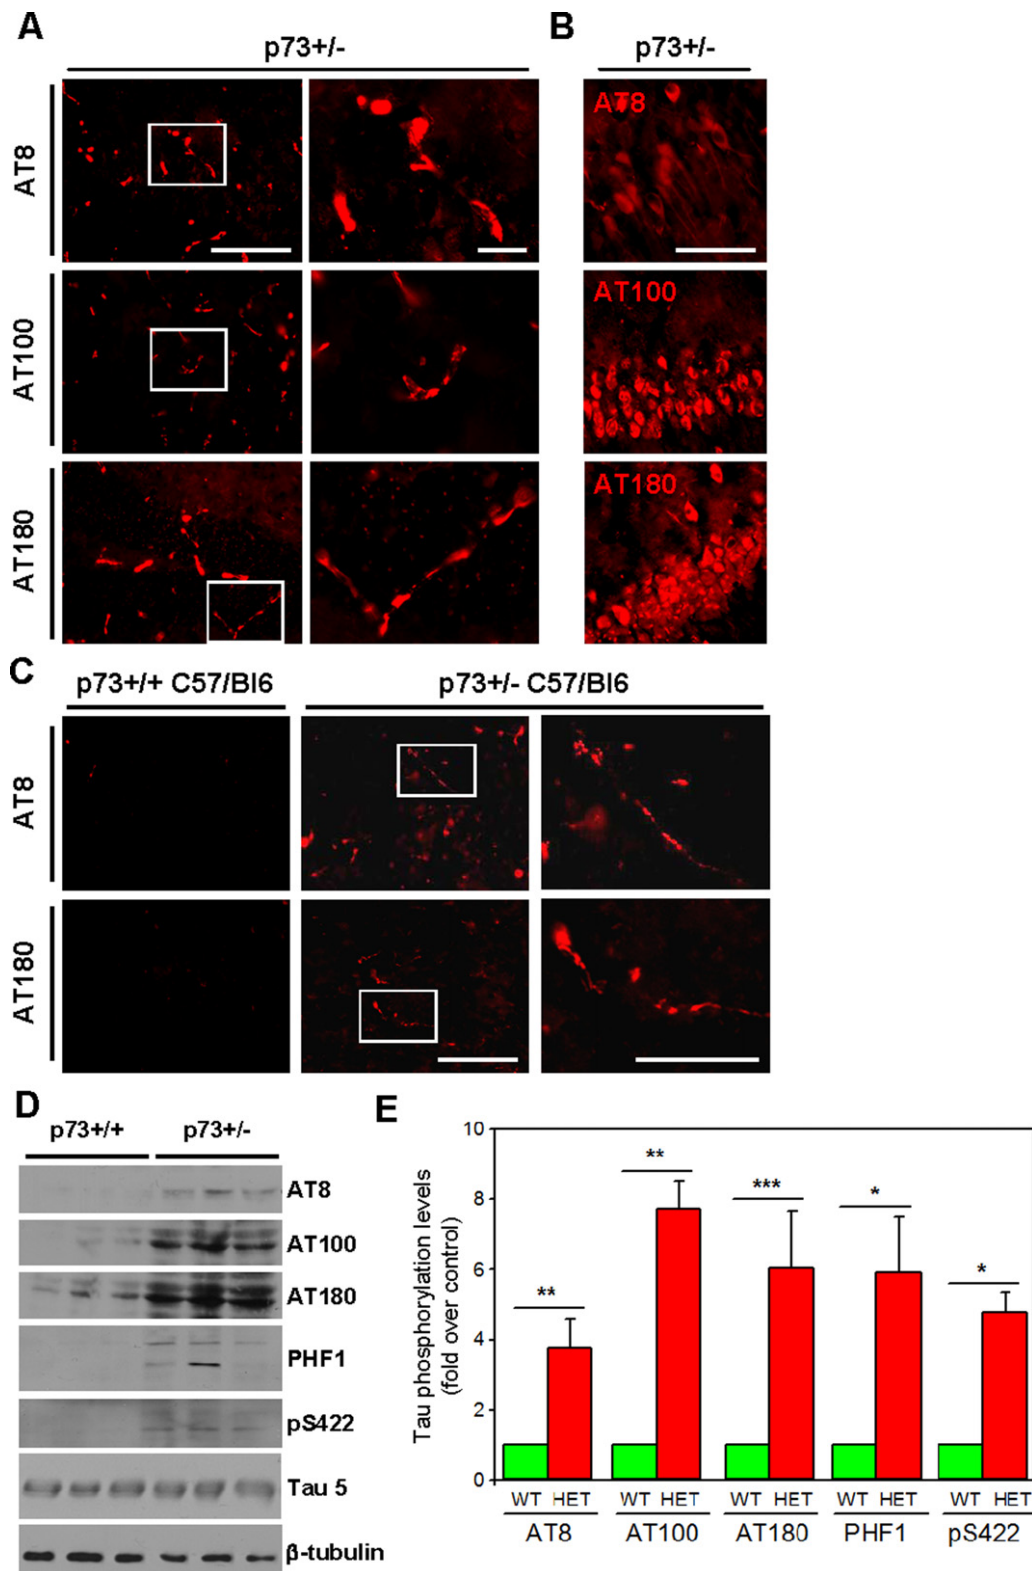 A
B
p73+/-
p73+/-
AT8
AT8
AT100
AT100
AT180
AT180
C
p73+/+ C57/Bl6
p73+/- C57/Bl6
AT8
AT180
D
p73+/+
p73+/-
AT8
AT100
AT180
PHF1
pS422
Tau 5
β-tubulin
E
Tau phosphorylation levels
(fold over control)
10
8
6
4
2
0
**
**
***
*
*
WT HET WT HET WT HET WT HET WT HET
AT8 AT100 AT180 PHF1 pS422